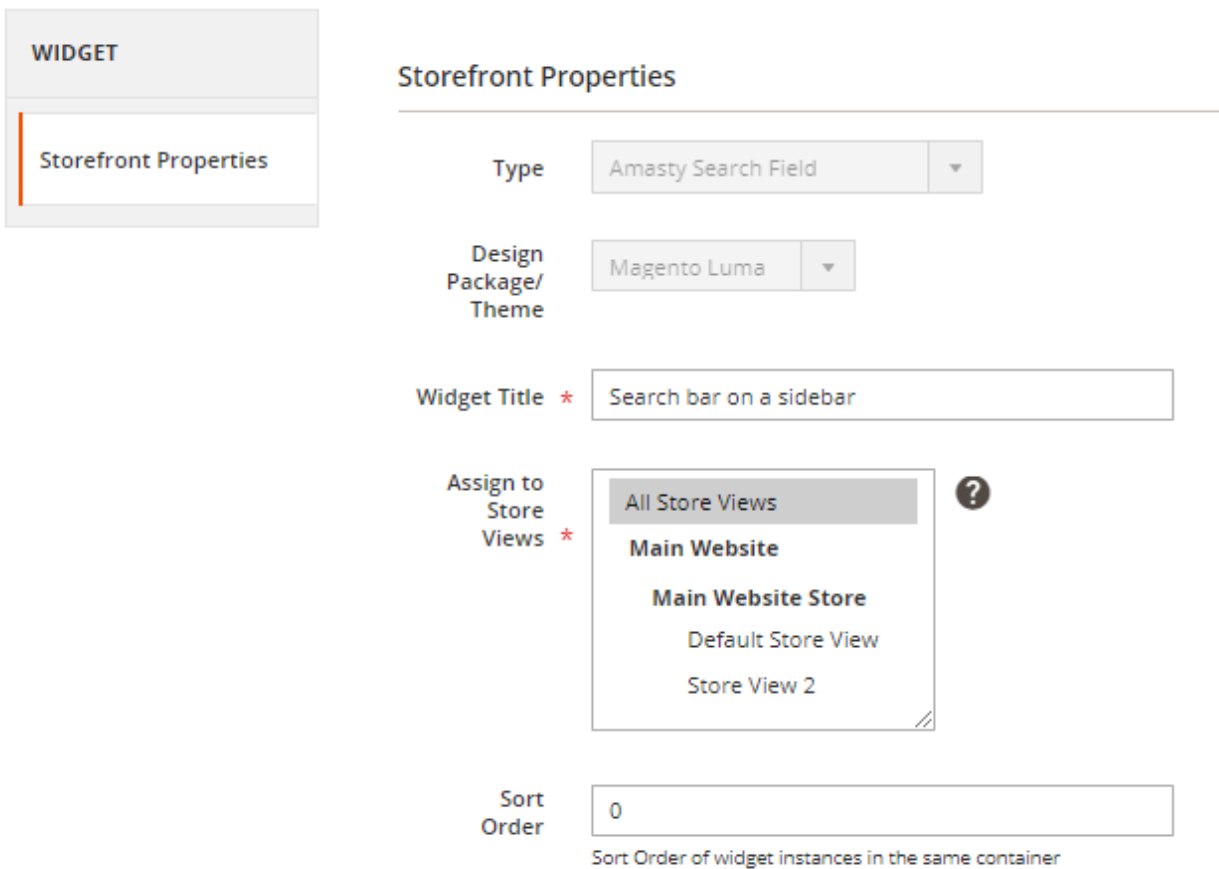 WIDGET
Storefront Properties
Storefront Properties
Type
Amasty Search Field
Design
Package/
Theme
Magento Luma
Widget Title *
Search bar on a sidebar
Assign to
Store
Views *
All Store Views
Main Website
Main Website Store
Default Store View
Store View 2
?
Sort
Order
0
Sort Order of widget instances in the same container